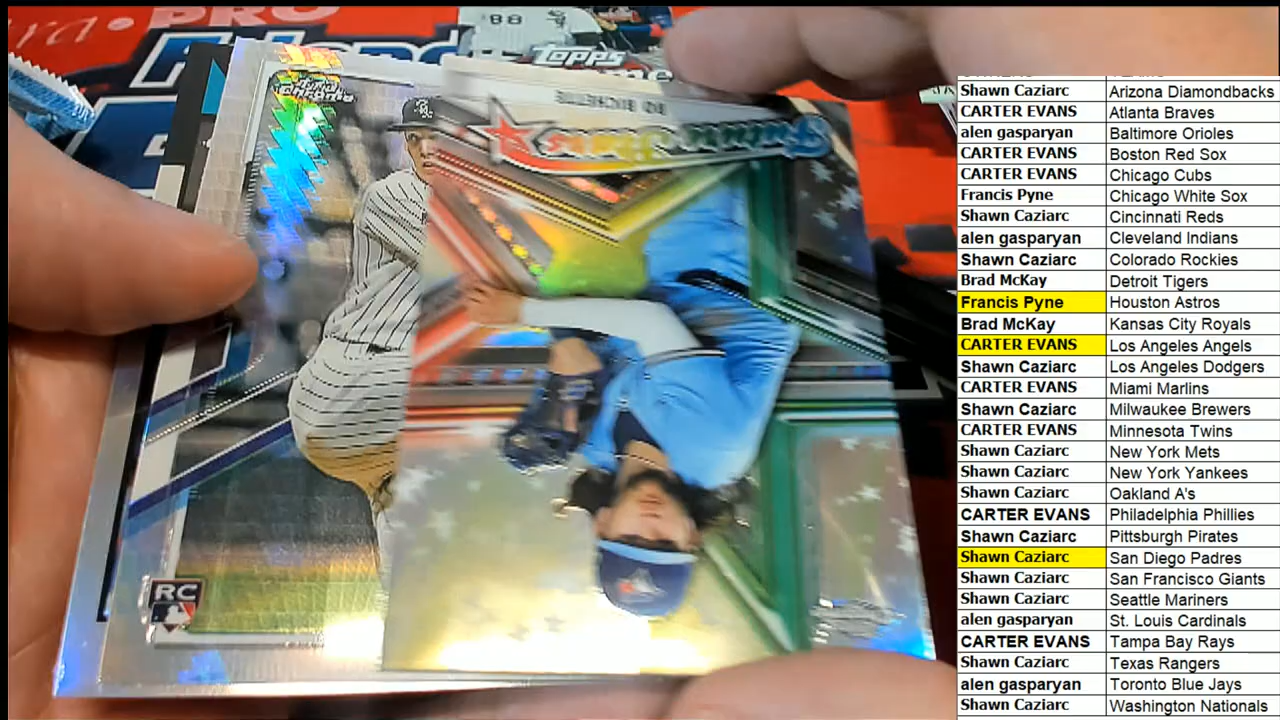 PRO
88
Topps
Chrome
BO BICHETTE
RC
Shawn Caziarc Arizona Diamondbacks
CARTER EVANS Atlanta Braves
alen gasparyan Baltimore Orioles
CARTER EVANS Boston Red Sox
CARTER EVANS Chicago Cubs
Francis Pyne Chicago White Sox
Shawn Caziarc Cincinnati Reds
alen gasparyan Cleveland Indians
Shawn Caziarc Colorado Rockies
Brad McKay Detroit Tigers
Francis Pyne Houston Astros
Brad McKay Kansas City Royals
CARTER EVANS Los Angeles Angels
Shawn Caziarc Los Angeles Dodgers
CARTER EVANS Miami Marlins
Shawn Caziarc Milwaukee Brewers
CARTER EVANS Minnesota Twins
Shawn Caziarc New York Mets
Shawn Caziarc New York Yankees
Shawn Caziarc Oakland A's
CARTER EVANS Philadelphia Phillies
Shawn Caziarc Pittsburgh Pirates
Shawn Caziarc San Diego Padres
Shawn Caziarc San Francisco Giants
Shawn Caziarc Seattle Mariners
alen gasparyan St. Louis Cardinals
CARTER EVANS Tampa Bay Rays
Shawn Caziarc Texas Rangers
alen gasparyan Toronto Blue Jays
Shawn Caziarc Washington Nationals